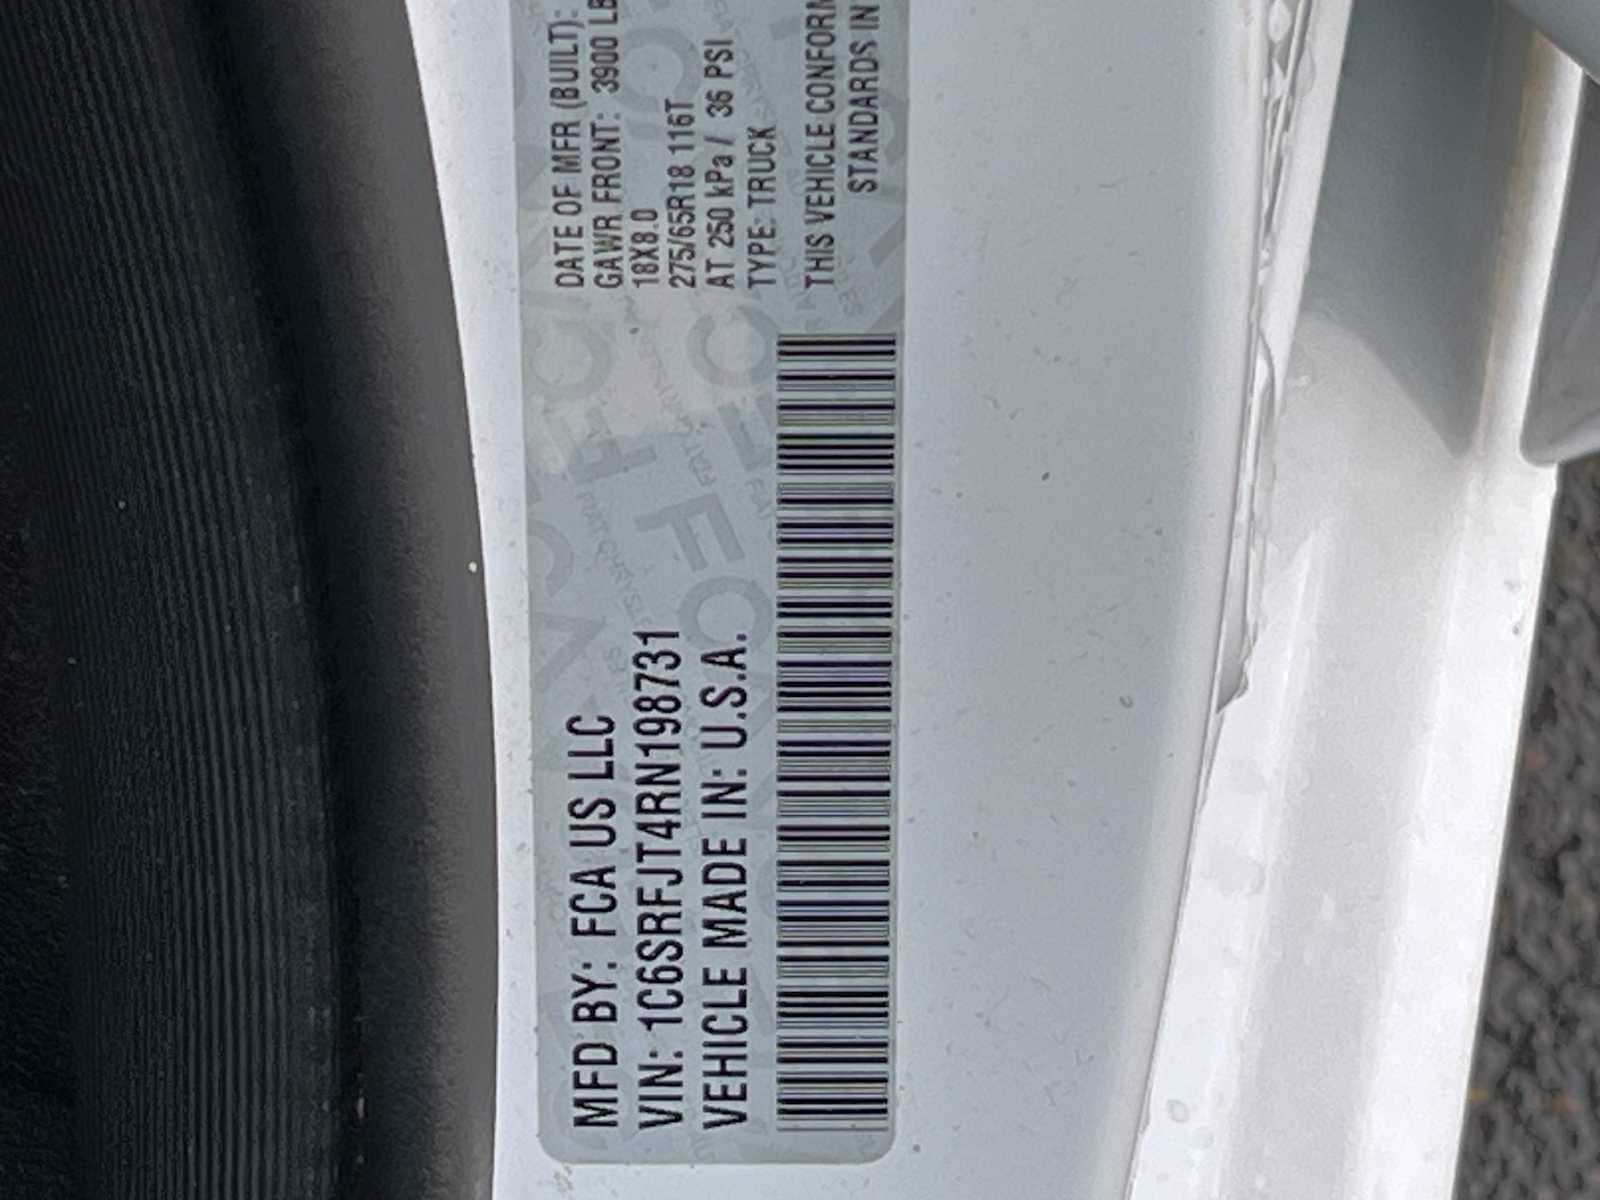 MFD BY: FCA US LLC
VIN: 1C6SRFJT4RN198731
VEHICLE MADE IN: U.S.A.
DATE OF MFR (BUILT):
GAWR FRONT: 3900 LB
18X8.0
275/65R18 116T
AT 250 kPa / 36 PSI
TYPE: TRUCK
THIS VEHICLE CONFORM
STANDARDS IN